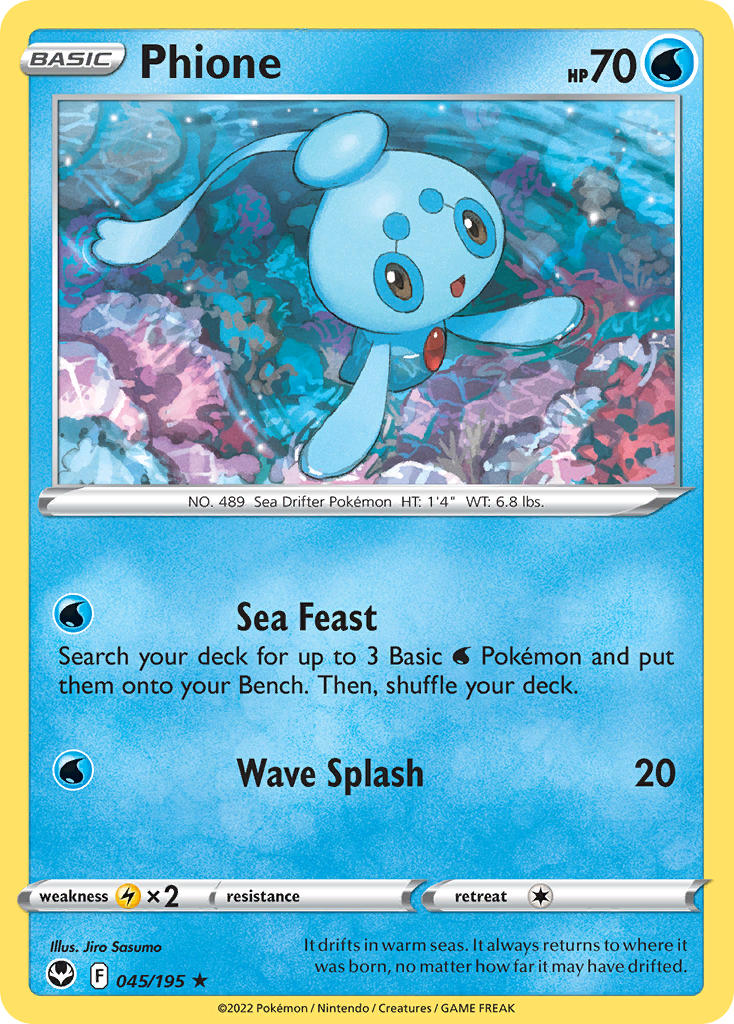 BASIC Phione HP70
NO. 489 Sea Drifter Pokémon HT: 1'4" WT: 6.8 lbs.
Sea Feast
Search your deck for up to 3 Basic Pokémon and put
them onto your Bench. Then, shuffle your deck.
Wave Splash 20
weakness ×2 resistance retreat
Illus. Jiro Sasumo
It drifts in warm seas. It always returns to where it
was born, no matter how far it may have drifted.
F 045/195 ★
©2022 Pokémon / Nintendo / Creatures / GAME FREAK